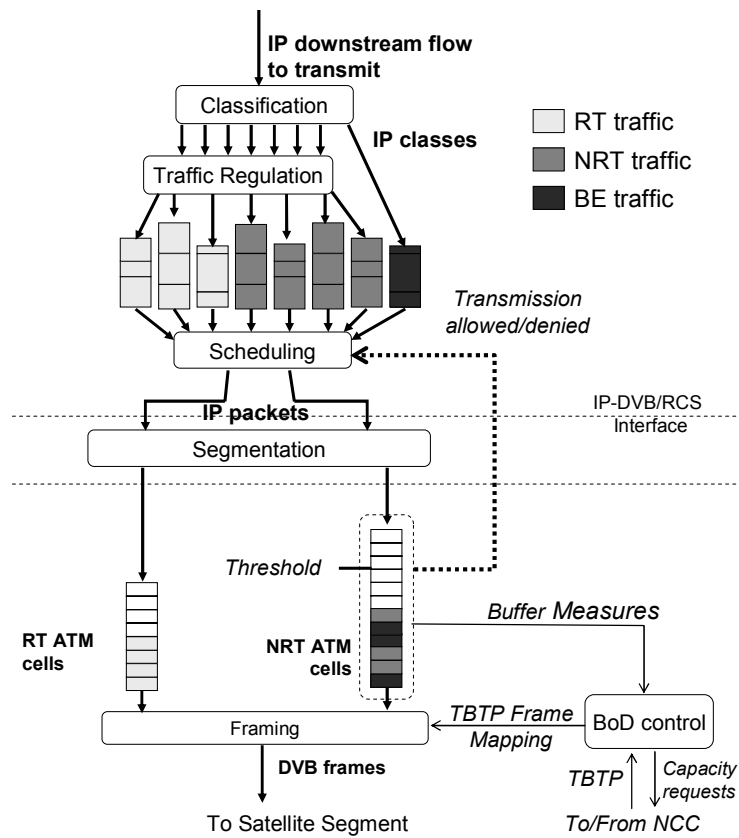 IP downstream flow
to transmit
Classification
RT traffic
NRT traffic
BE traffic
IP classes
Traffic Regulation
Transmission
allowed/denied
Scheduling
IP packets
IP-DVB/RCS
Interface
Segmentation
Threshold
Buffer Measures
RT ATM
cells
NRT ATM
cells
Framing
TBTP Frame
Mapping
BoD control
DVB frames
TBTP
Capacity
requests
To Satellite Segment
To/From NCC